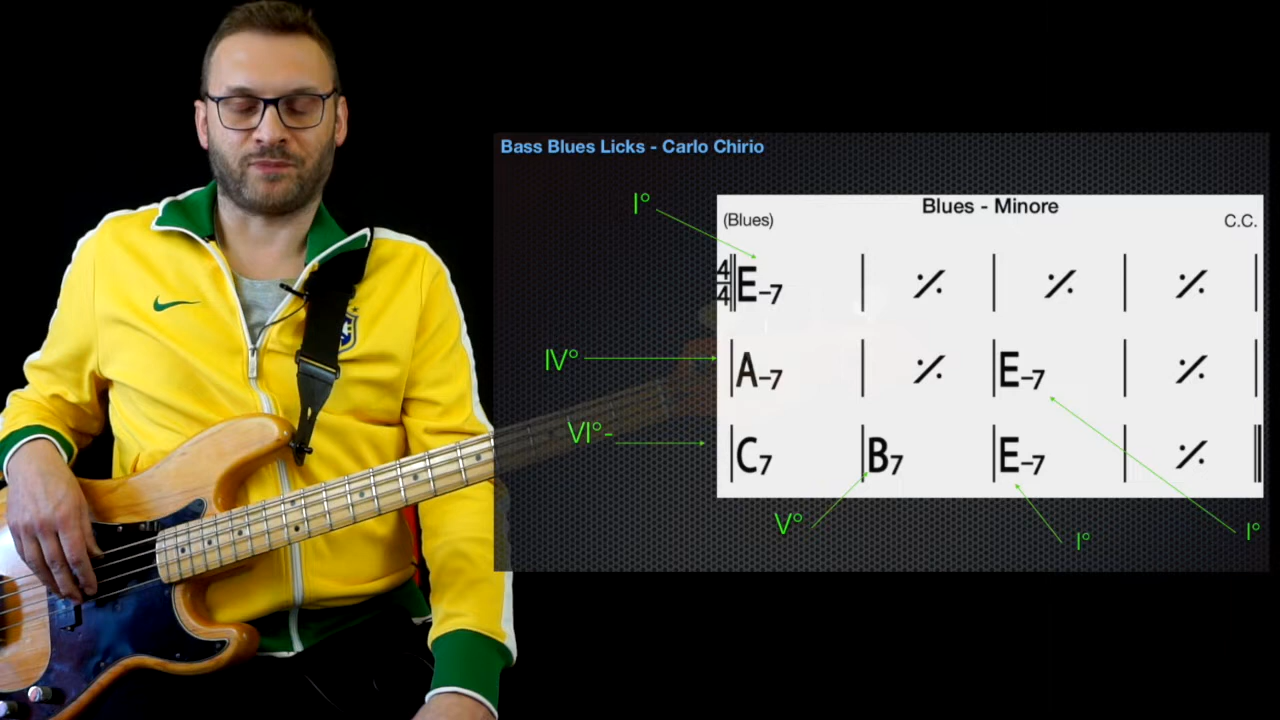 Bass Blues Licks - Carlo Chirio
Blues - Minore
(Blues)
C.C.
I°
4/4 E-7
IV°
A-7 E-7
VI°-
C7 B7 E-7
V°
I°
I°